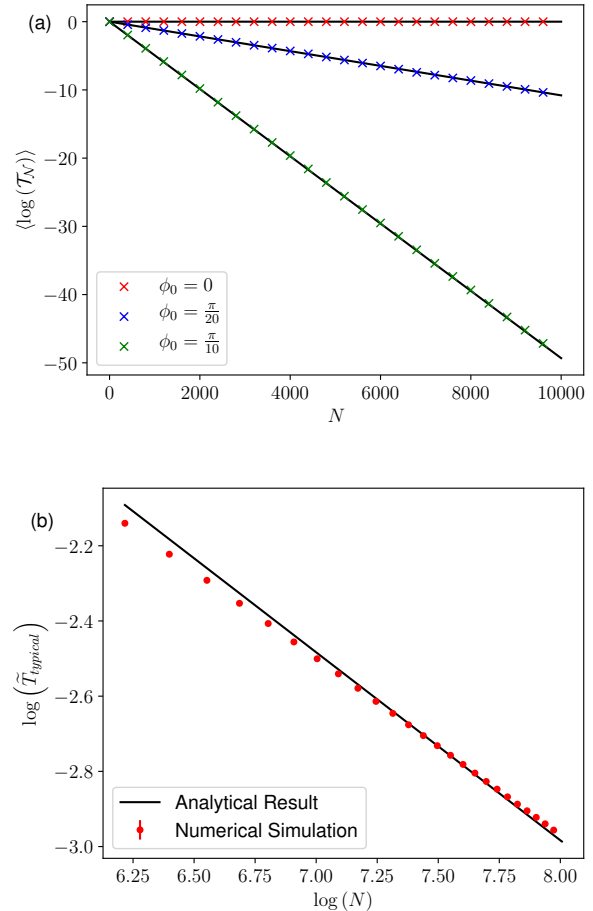 (a)
0
−10
−20
−30
−40
−50
⟨log (𝒯_N)⟩
ϕ₀ = 0
ϕ₀ = π/20
ϕ₀ = π/10
0 2000 4000 6000 8000 10000
N
(b)
−2.2
−2.4
−2.6
−2.8
−3.0
log (T̃_typical)
Analytical Result
Numerical Simulation
6.25 6.50 6.75 7.00 7.25 7.50 7.75 8.00
log (N)